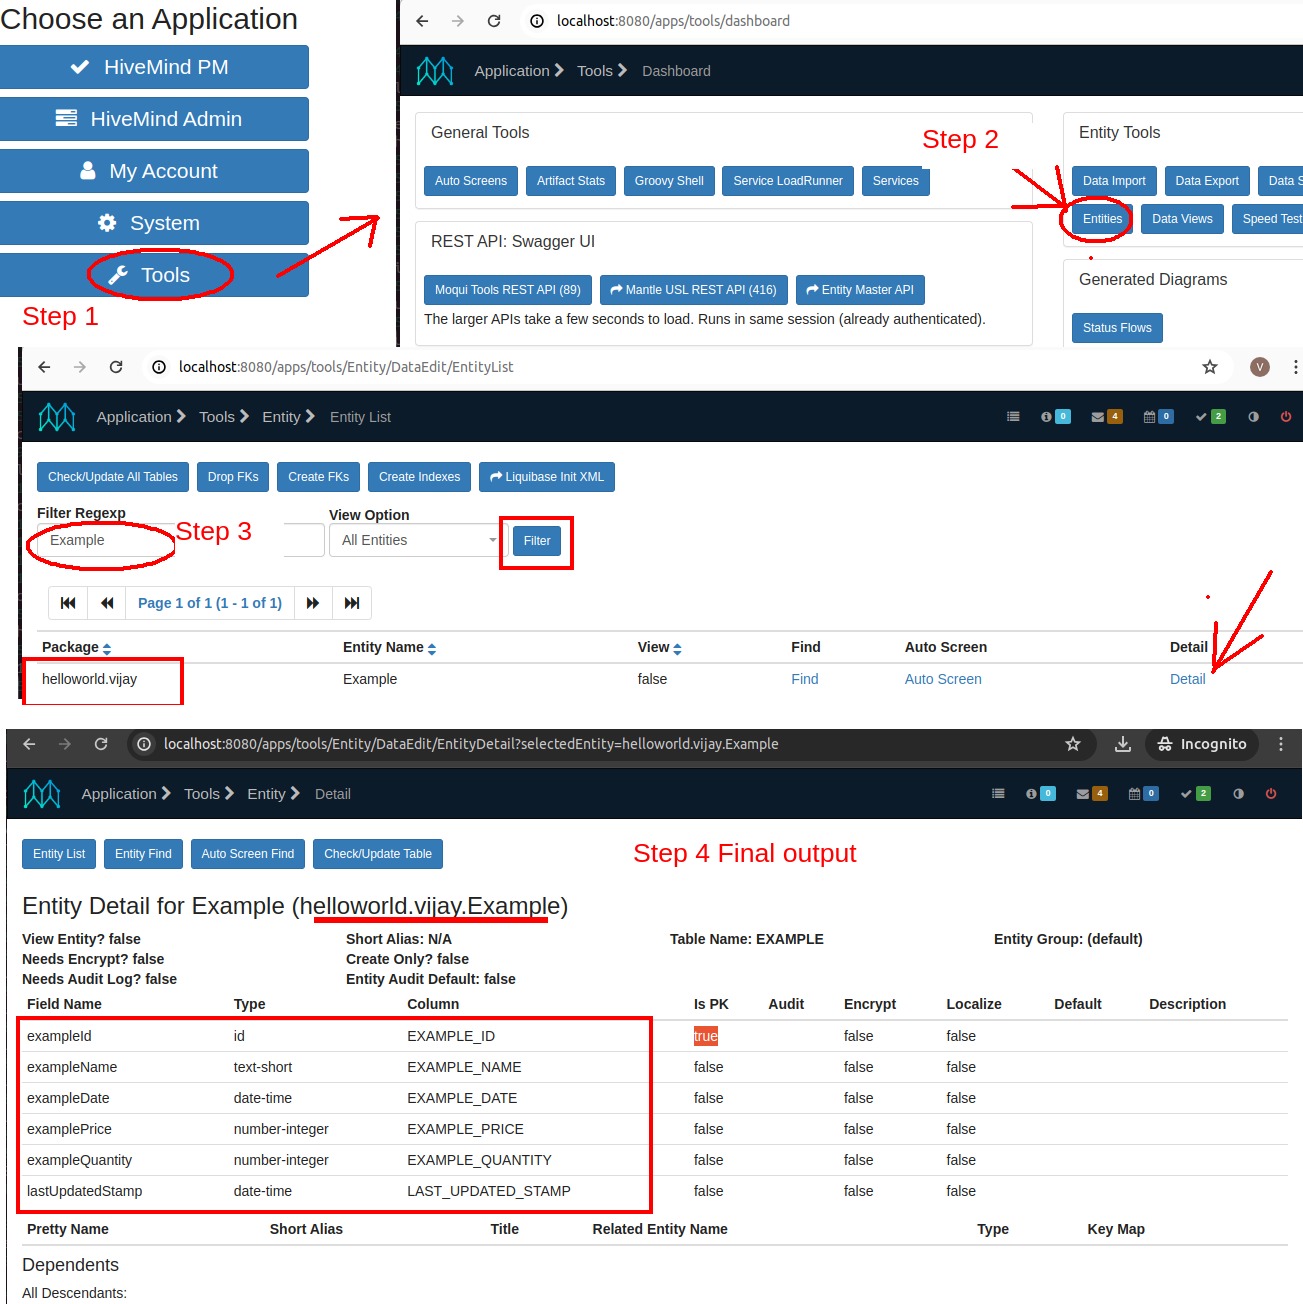 Choose an Application
HiveMind PM
HiveMind Admin
My Account
System
Tools
Step 1
localhost:8080/apps/tools/dashboard
Application Tools Dashboard
General Tools
Auto Screens Artifact Stats Groovy Shell Service LoadRunner Services
Step 2
Entity Tools
Data Import Data Export Data S
Entities Data Views Speed Test
REST API: Swagger UI
Moqui Tools REST API (89) Mantle USL REST API (416) Entity Master API
The larger APIs take a few seconds to load. Runs in same session (already authenticated).
Generated Diagrams
Status Flows
localhost:8080/apps/tools/Entity/DataEdit/EntityList V
Application Tools Entity Entity List 0 4 0 2
Check/Update All Tables Drop FKs Create FKs Create Indexes Liquibase Init XML
Filter Regexp View Option
Example Step 3 All Entities Filter
Page 1 of 1 (1 - 1 of 1)
Package Entity Name View Find Auto Screen Detail
helloworld.vijay Example false Find Auto Screen Detail
localhost:8080/apps/tools/Entity/DataEdit/EntityDetail?selectedEntity=helloworld.vijay.Example Incognito
Application Tools Entity Detail 0 4 0 2
Entity List Entity Find Auto Screen Find Check/Update Table
Step 4 Final output
Entity Detail for Example (helloworld.vijay.Example)
View Entity? false Short Alias: N/A Table Name: EXAMPLE Entity Group: (default)
Needs Encrypt? false Create Only? false
Needs Audit Log? false Entity Audit Default: false
Field Name Type Column Is PK Audit Encrypt Localize Default Description
exampleId id EXAMPLE_ID true false false
exampleName text-short EXAMPLE_NAME false false false
exampleDate date-time EXAMPLE_DATE false false false
examplePrice number-integer EXAMPLE_PRICE false false false
exampleQuantity number-integer EXAMPLE_QUANTITY false false false
lastUpdatedStamp date-time LAST_UPDATED_STAMP false false false
Pretty Name Short Alias Title Related Entity Name Type Key Map
Dependents
All Descendants: